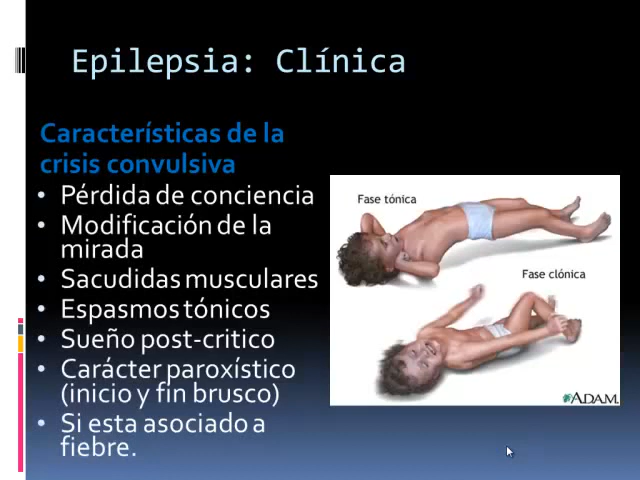 Epilepsia: Clínica
Características de la
crisis convulsiva
• Pérdida de conciencia
• Modificación de la
mirada
• Sacudidas musculares
• Espasmos tónicos
• Sueño post-critico
• Carácter paroxístico
(inicio y fin brusco)
• Si esta asociado a
fiebre.
Fase tónica
Fase clónica
ADAM.